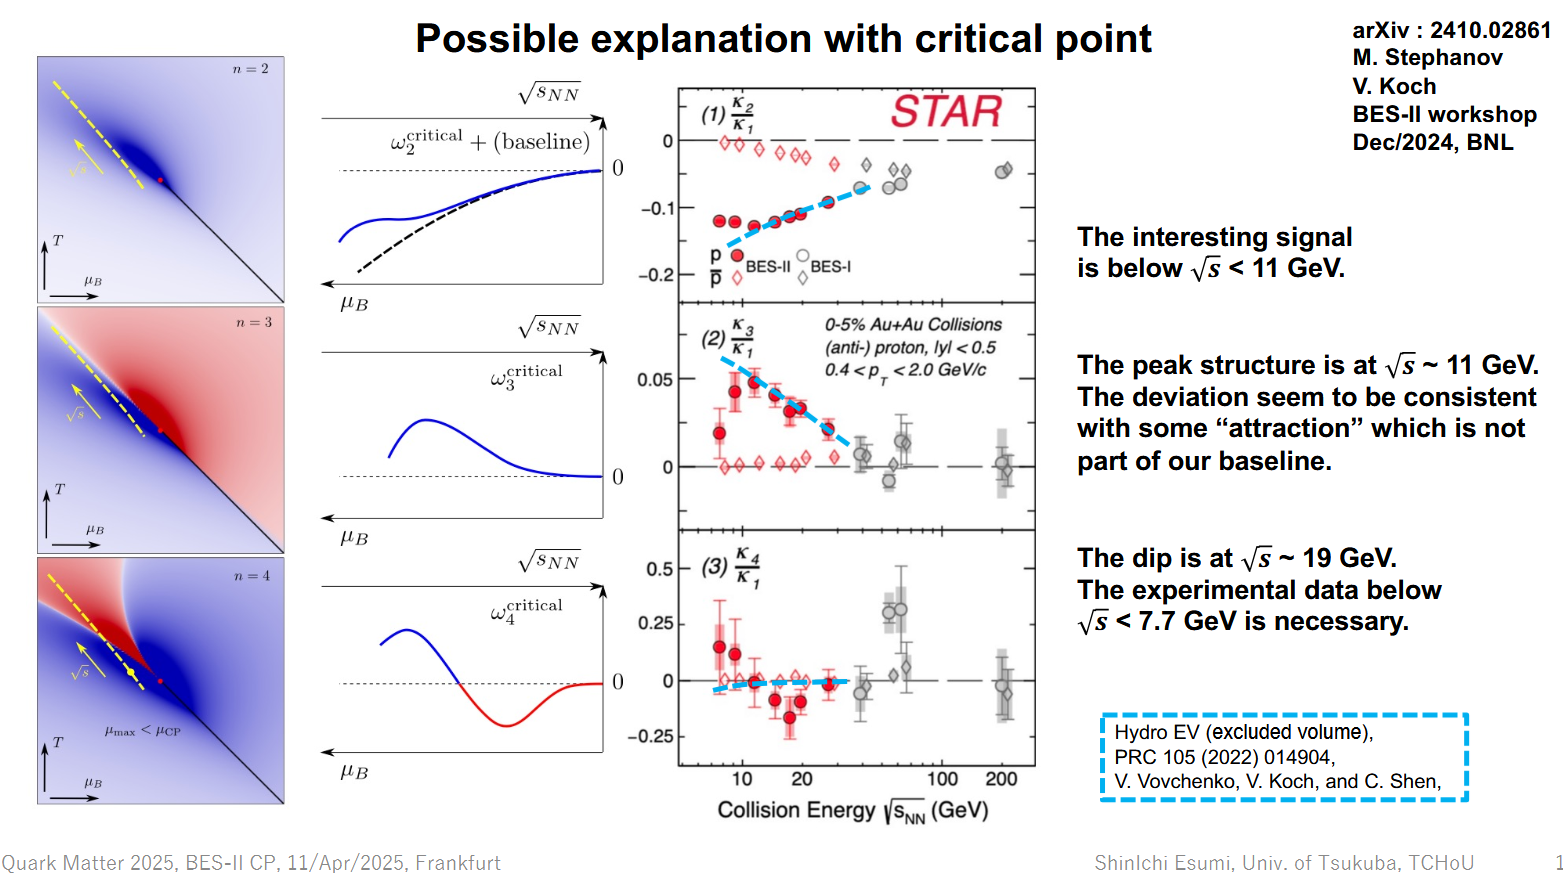 Possible explanation with critical point
arXiv : 2410.02861
M. Stephanov
V. Koch
BES-II workshop
Dec/2024, BNL
n = 2
√s
T
μB
n = 3
√s
T
μB
n = 4
√s
μmax < μCP
T
μB
√sNN
ω2critical + (baseline)
0
μB
√sNN
ω3critical
0
μB
√sNN
ω4critical
0
μB
(1) κ2/κ1
STAR
0
−0.1
−0.2
p
p̅
BES-II
BES-I
(2) κ3/κ1
0-5% Au+Au Collisions
(anti-) proton, |y| < 0.5
0.4 < pT < 2.0 GeV/c
0.05
0
(3) κ4/κ1
0.5
0.25
0
−0.25
10 20 100 200
Collision Energy √sNN (GeV)
The interesting signal
is below √s < 11 GeV.
The peak structure is at √s ~ 11 GeV.
The deviation seem to be consistent
with some “attraction” which is not
part of our baseline.
The dip is at √s ~ 19 GeV.
The experimental data below
√s < 7.7 GeV is necessary.
Hydro EV (excluded volume),
PRC 105 (2022) 014904,
V. Vovchenko, V. Koch, and C. Shen,
Quark Matter 2025, BES-II CP, 11/Apr/2025, Frankfurt
ShinIchi Esumi, Univ. of Tsukuba, TCHoU
1